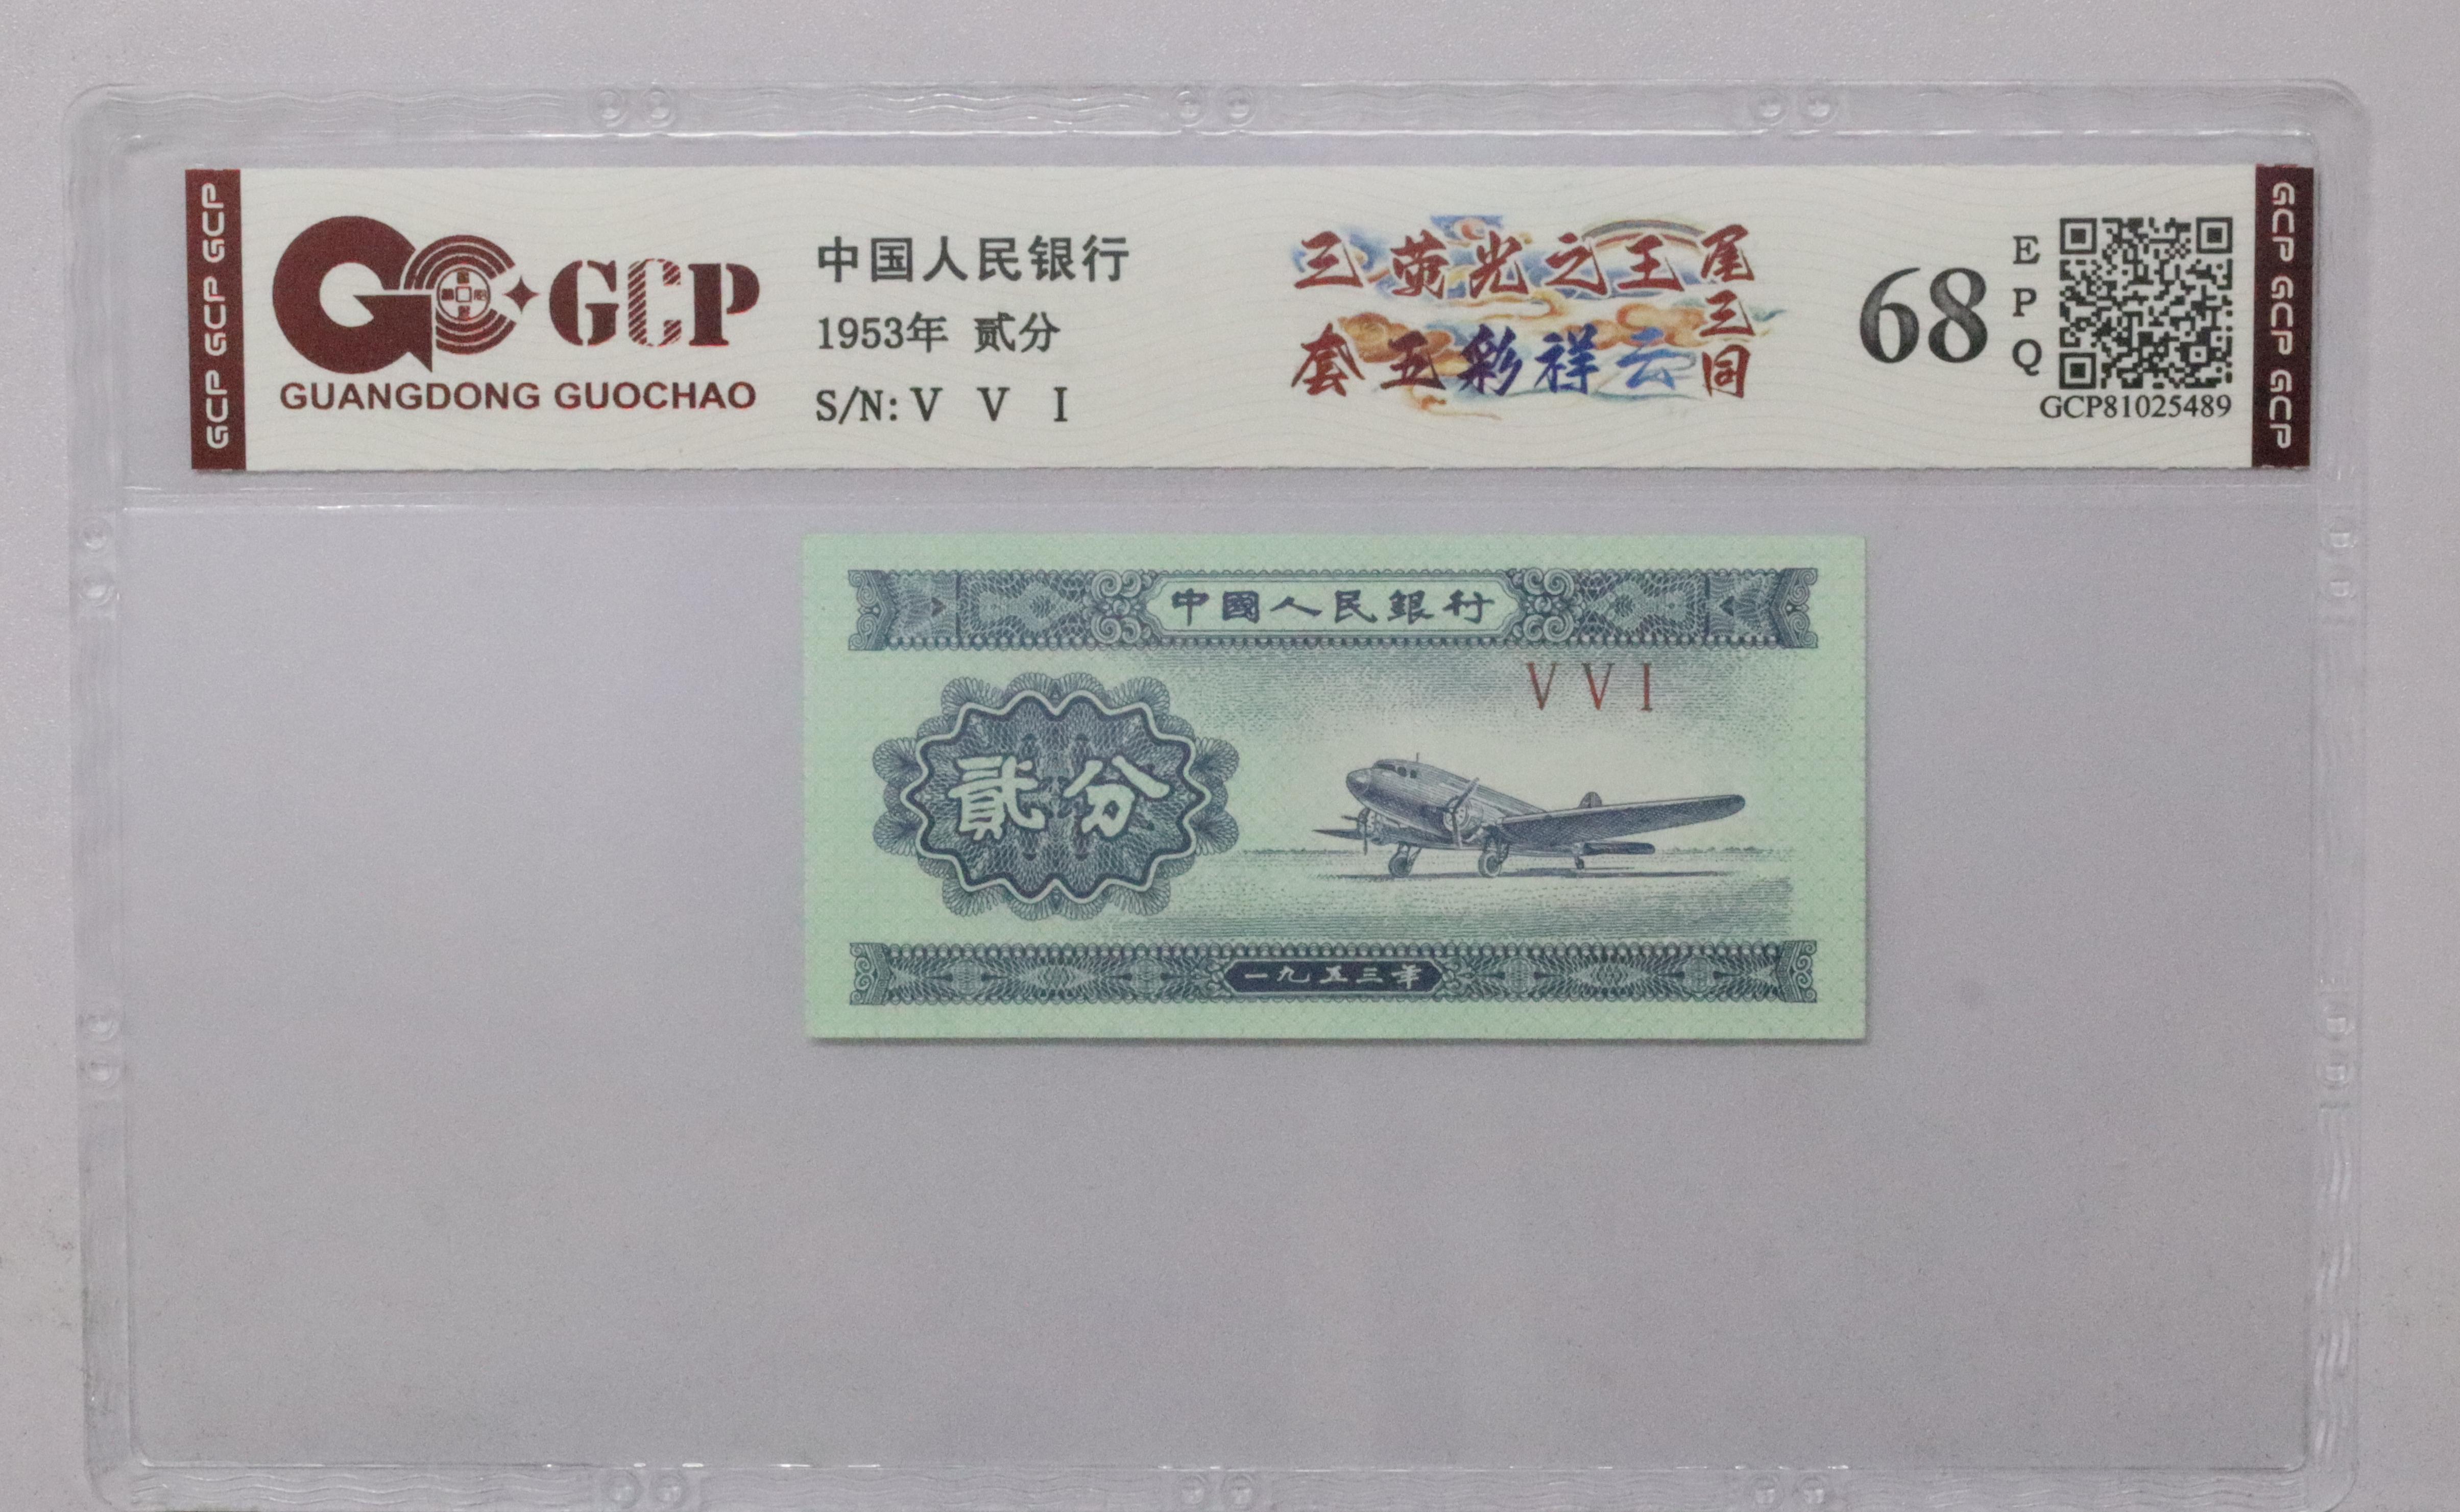 GCP GCP GCP
GCP
GUANGDONG GUOCHAO
中国人民银行
1953年 贰分
S/N: V V I
三荧光之王
套五彩祥云
尾三同
68
EPQ
GCP81025489
GCP GCP GCP
中國人民銀行
V V I
貳分
一九五三年